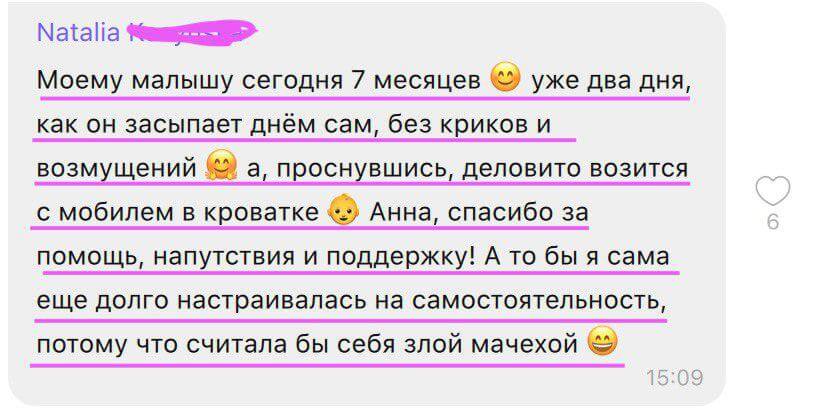 Natalia
Моему малышу сегодня 7 месяцев 😊 уже два дня,
как он засыпает днём сам, без криков и
возмущений 🤗 а, проснувшись, деловито возится
с мобилем в кроватке 👶 Анна, спасибо за
помощь, напутствия и поддержку! А то бы я сама
еще долго настраивалась на самостоятельность,
потому что считала бы себя злой мачехой 😄
15:09
6